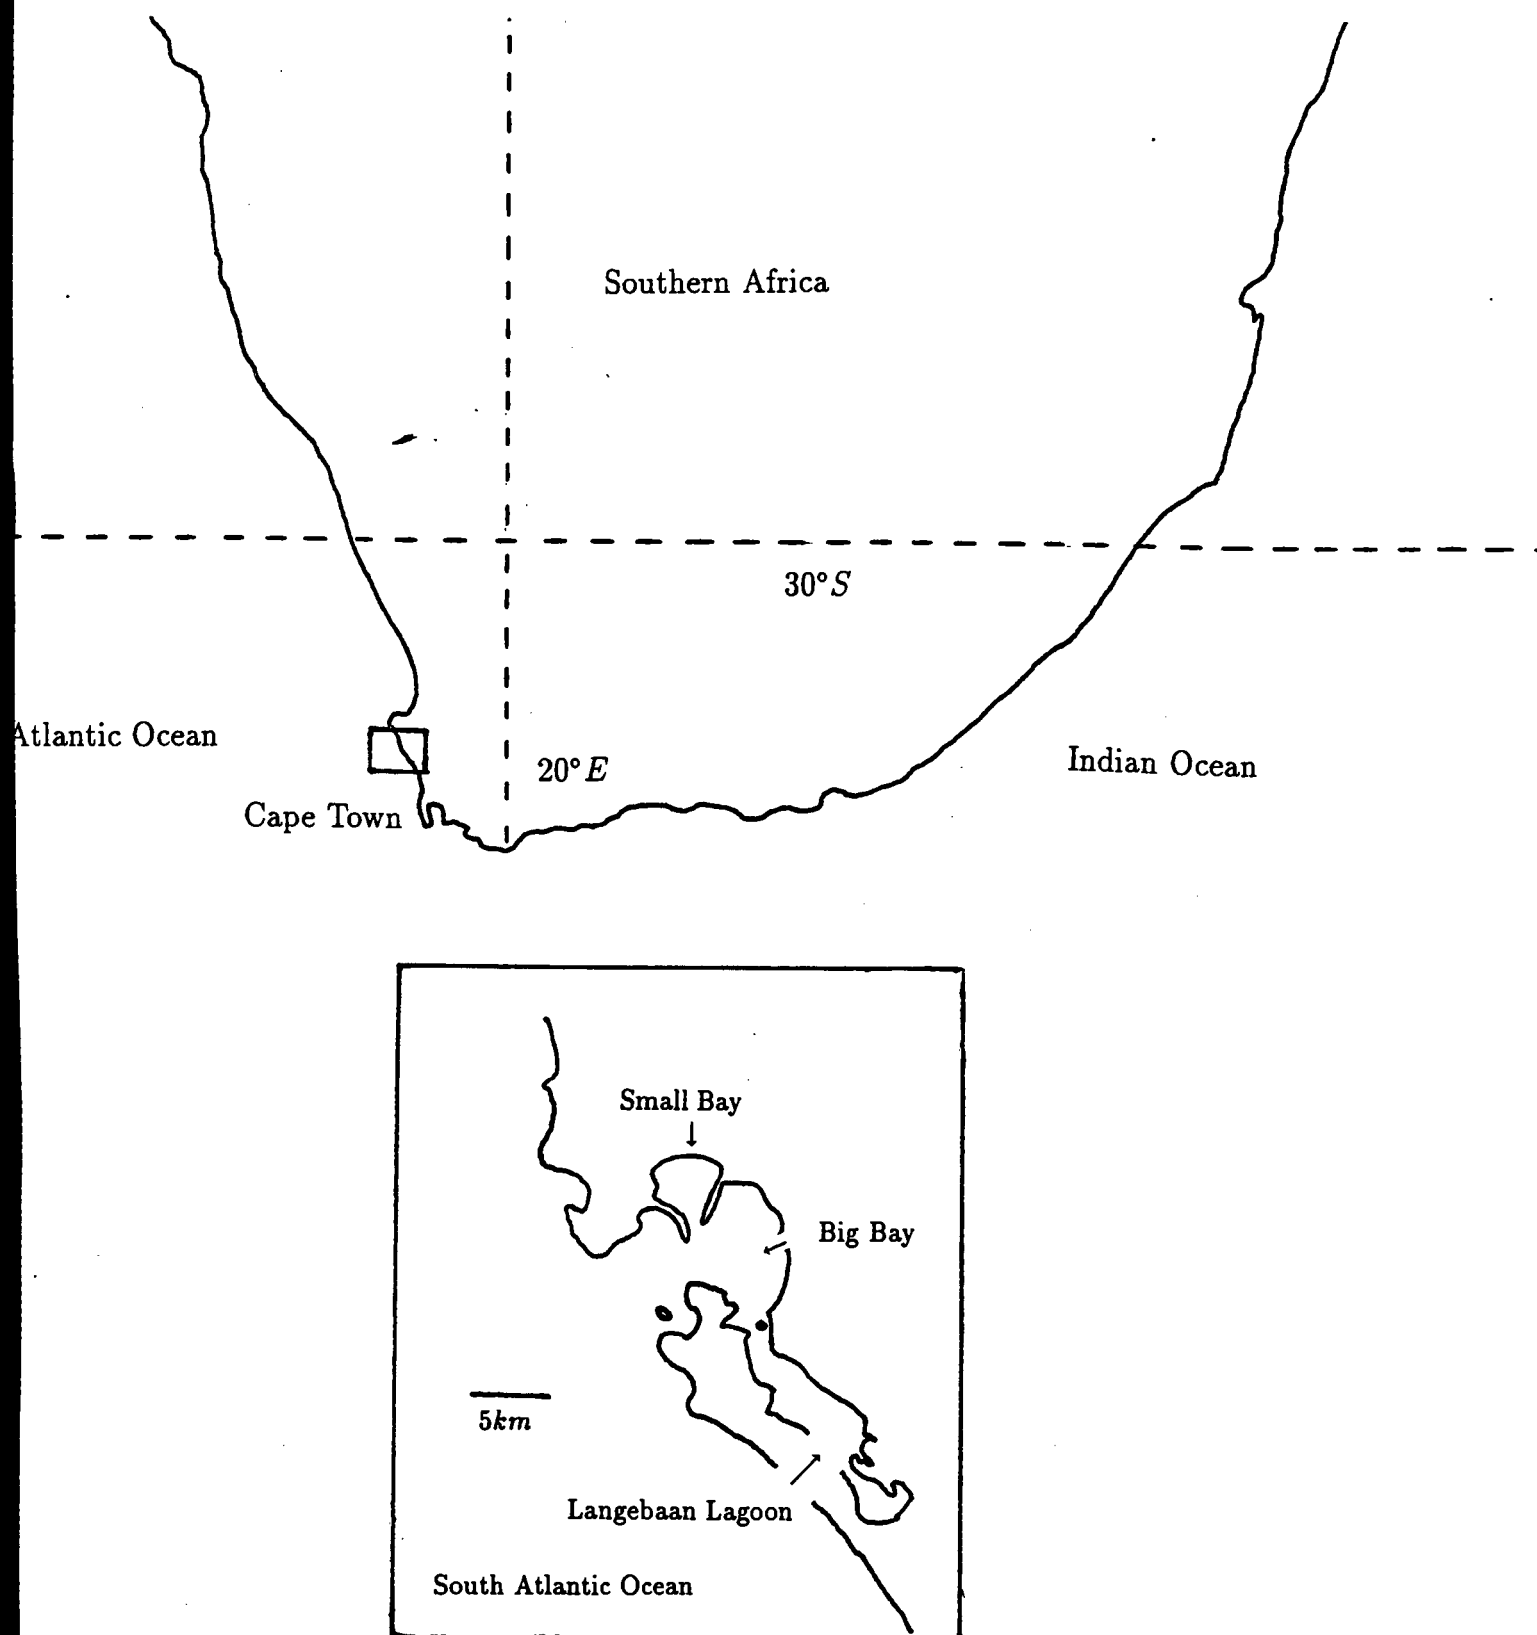 Southern Africa
30°S
Atlantic Ocean
20°E
Indian Ocean
Cape Town
Small Bay
Big Bay
5km
Langebaan Lagoon
South Atlantic Ocean